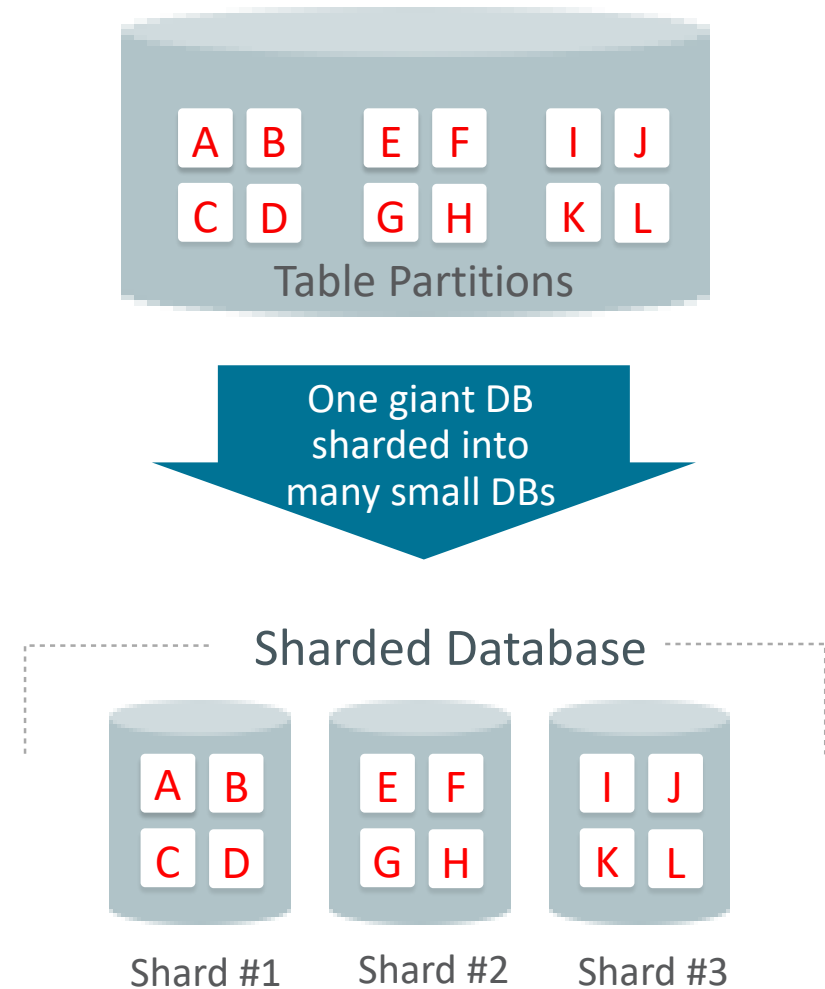 A B E F I J
C D G H K L
Table Partitions
One giant DB
sharded into
many small DBs
Sharded Database
A B E F I J
C D G H K L
Shard #1 Shard #2 Shard #3